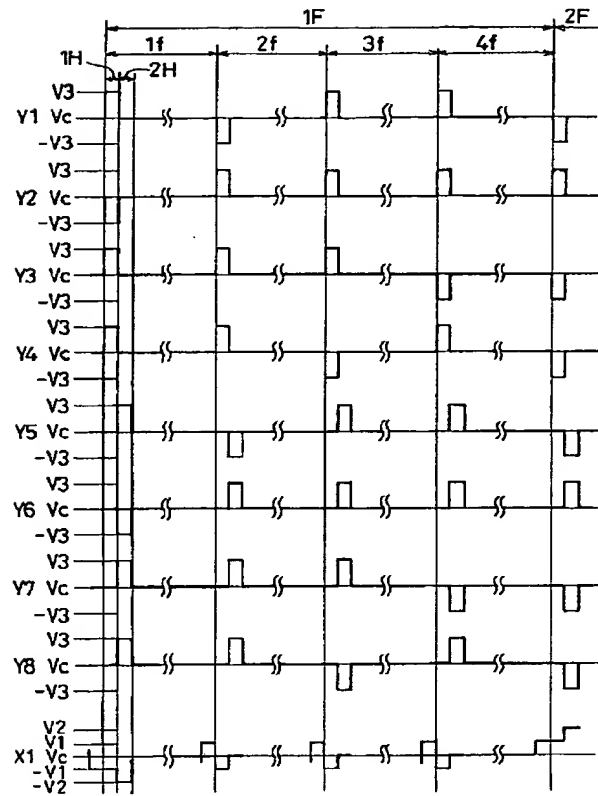 1F 2F
1f 2f 3f 4f
1H 2H
V3
Y1 Vc
-V3
V3
Y2 Vc
-V3
V3
Y3 Vc
-V3
V3
Y4 Vc
-V3
V3
Y5 Vc
-V3
V3
Y6 Vc
-V3
V3
Y7 Vc
-V3
V3
Y8 Vc
-V3
V2
V1
X1 Vc
-V1
-V2